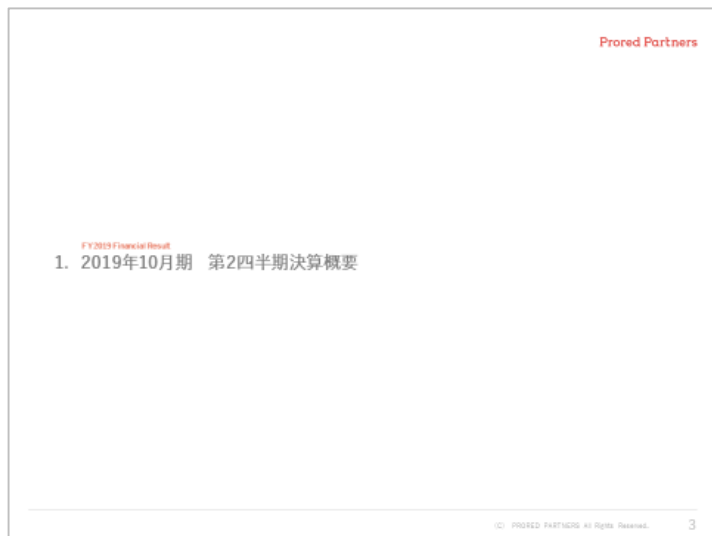 Prored Partners
FY2019 Financial Result
1. 2019年10月期 第2四半期決算概要
(C) PRORED PARTNERS All Rights Reserved.
3